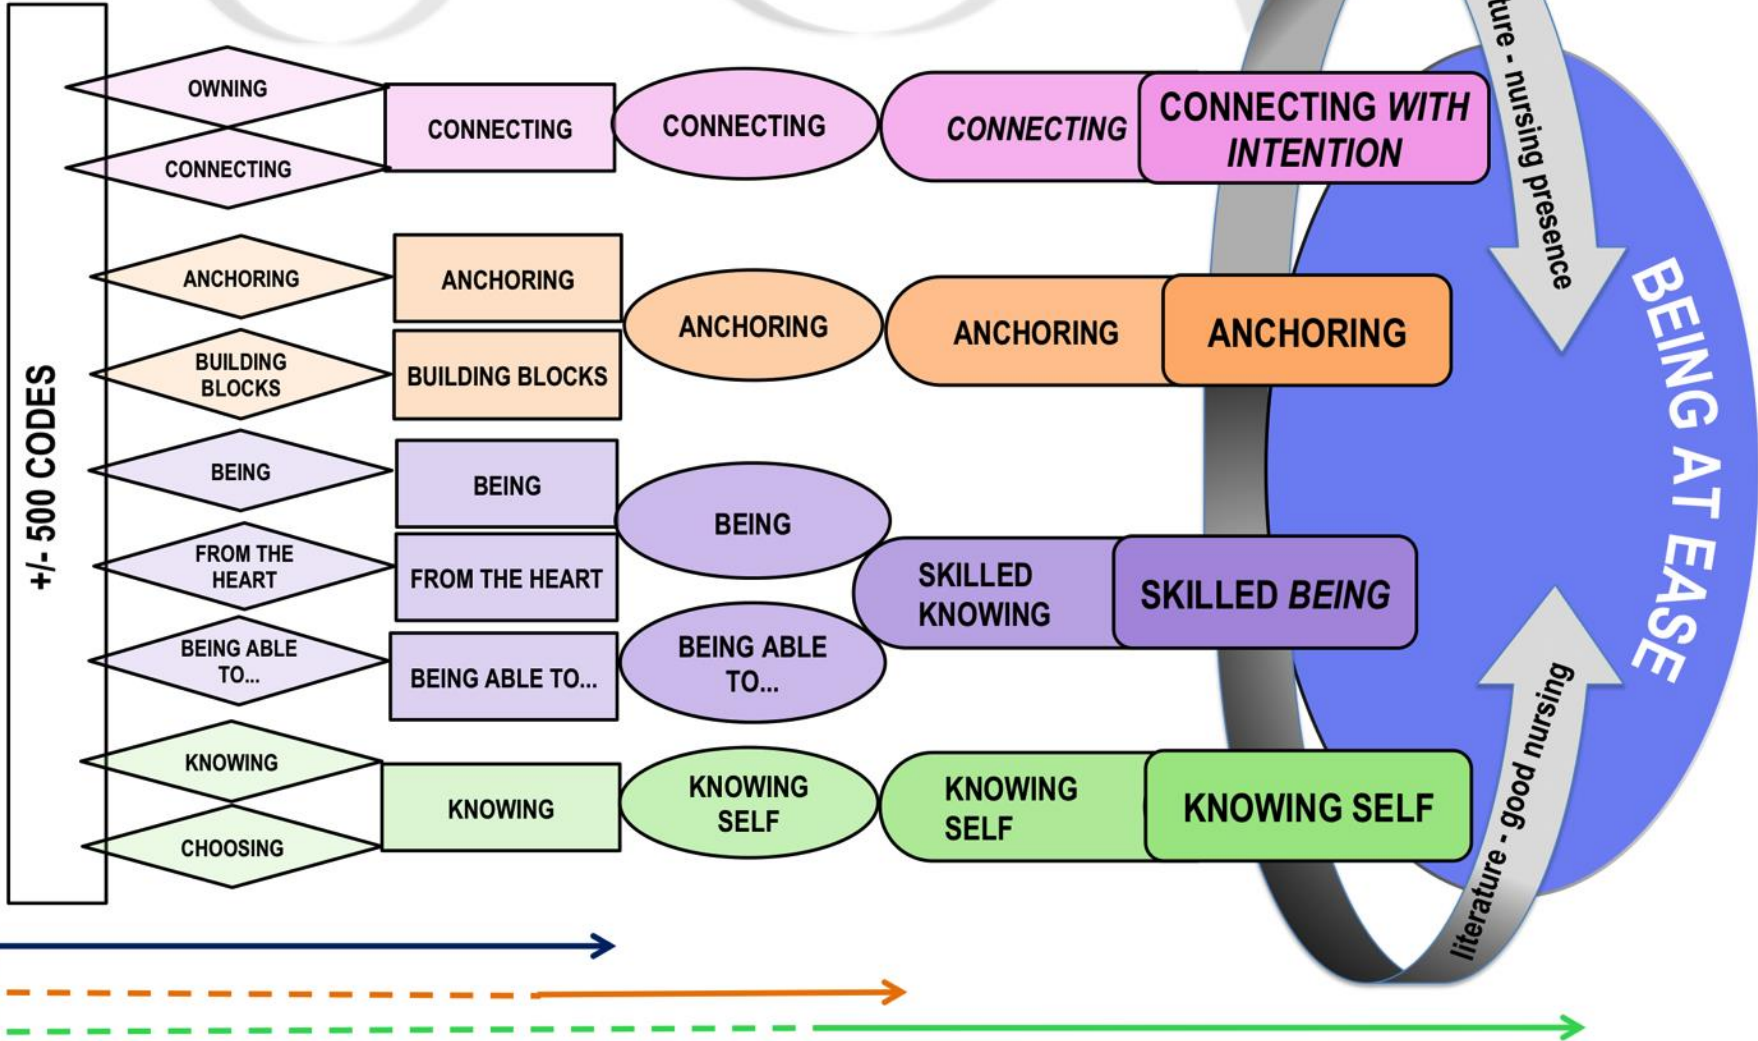 +/- 500 CODES
OWNING
CONNECTING
CONNECTING
CONNECTING
CONNECTING
CONNECTING WITH
INTENTION
ANCHORING
BUILDING
BLOCKS
ANCHORING
BUILDING BLOCKS
ANCHORING
ANCHORING
ANCHORING
BEING
FROM THE
HEART
BEING ABLE
TO...
BEING
FROM THE HEART
BEING ABLE TO...
BEING
BEING ABLE
TO...
SKILLED
KNOWING
SKILLED BEING
KNOWING
CHOOSING
KNOWING
KNOWING
SELF
KNOWING
SELF
KNOWING SELF
- nursing presence
literature - good nursing
BEING AT EASE